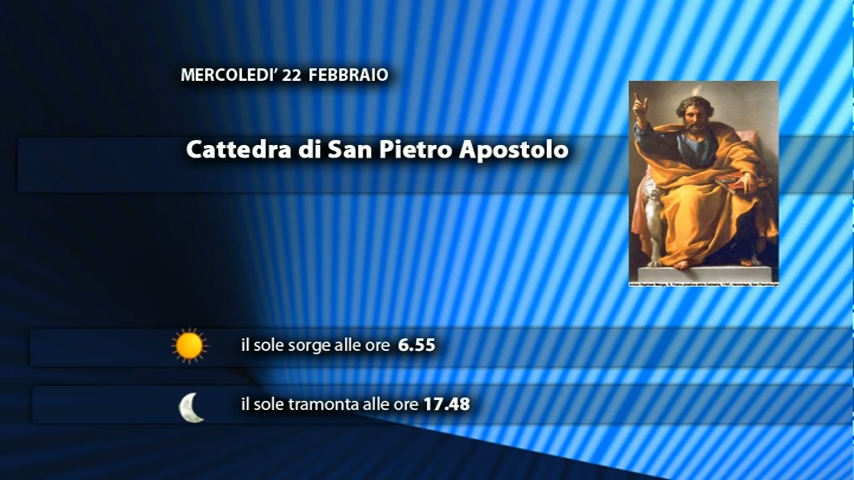 MERCOLEDI’ 22 FEBBRAIO
Cattedra di San Pietro Apostolo
il sole sorge alle ore 6.55
il sole tramonta alle ore 17.48